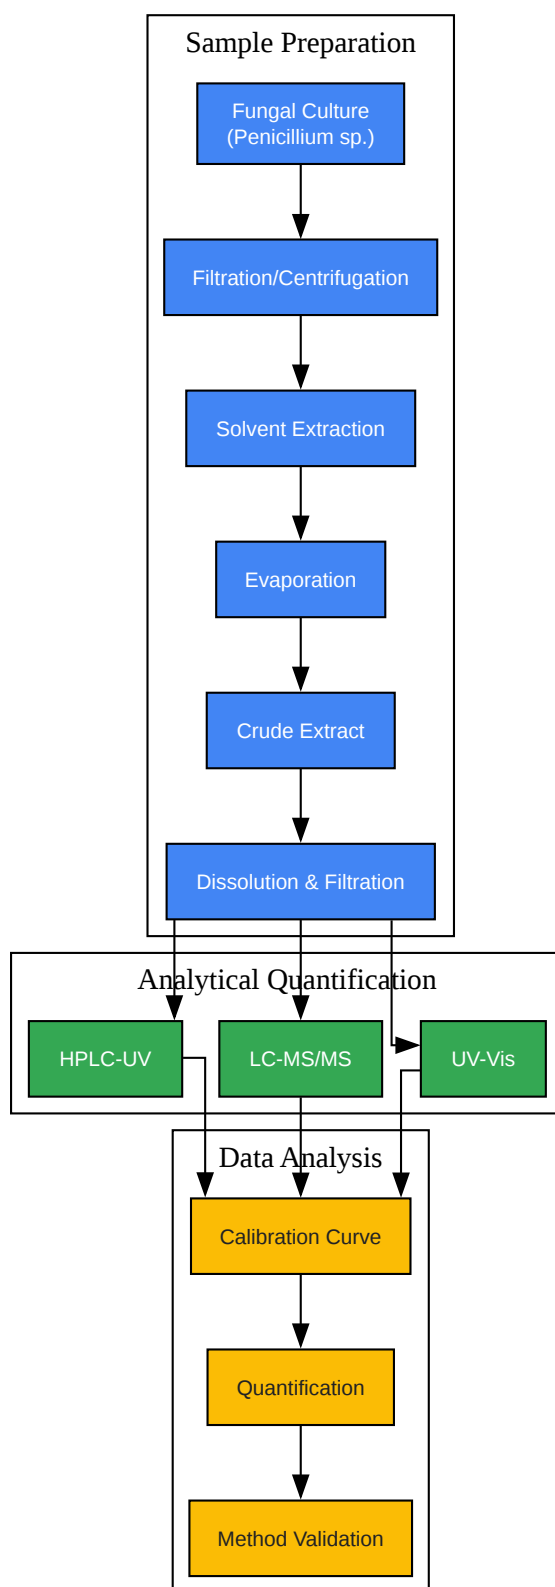 Sample Preparation
Fungal Culture
(Penicillium sp.)
Filtration/Centrifugation
Solvent Extraction
Evaporation
Crude Extract
Dissolution & Filtration
Analytical Quantification
HPLC-UV
LC-MS/MS
UV-Vis
Data Analysis
Calibration Curve
Quantification
Method Validation